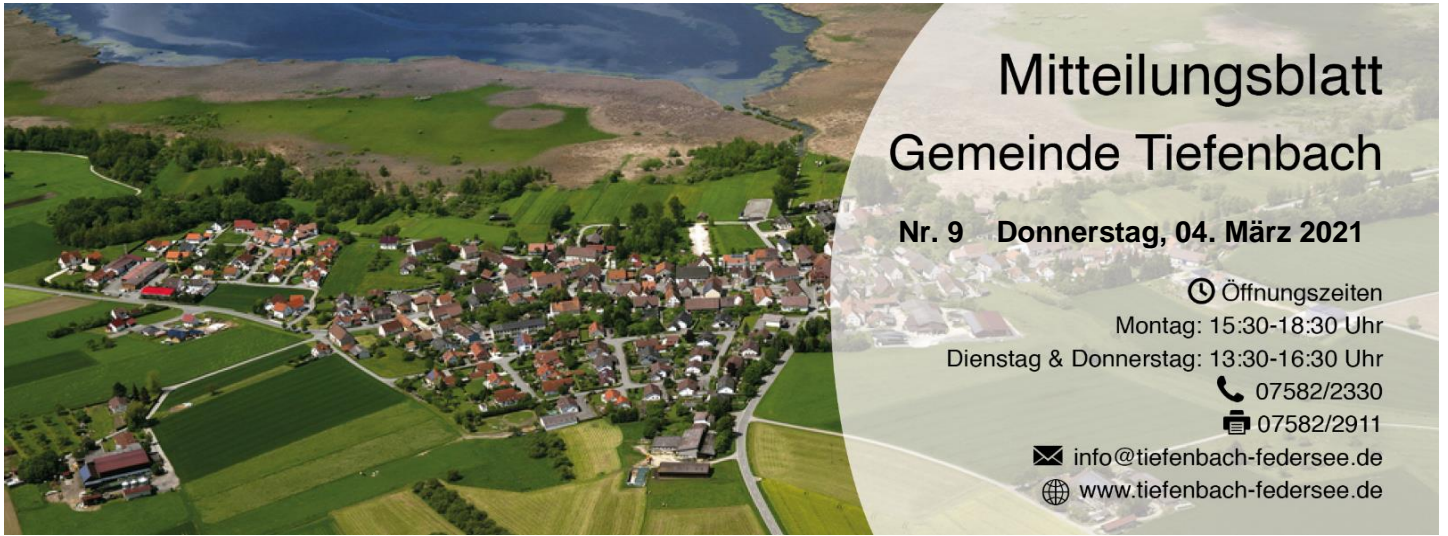 Mitteilungsblatt
Gemeinde Tiefenbach
Nr. 9 Donnerstag, 04. März 2021
Öffnungszeiten
Montag: 15:30-18:30 Uhr
Dienstag & Donnerstag: 13:30-16:30 Uhr
07582/2330
07582/2911
info@tiefenbach-federsee.de
www.tiefenbach-federsee.de